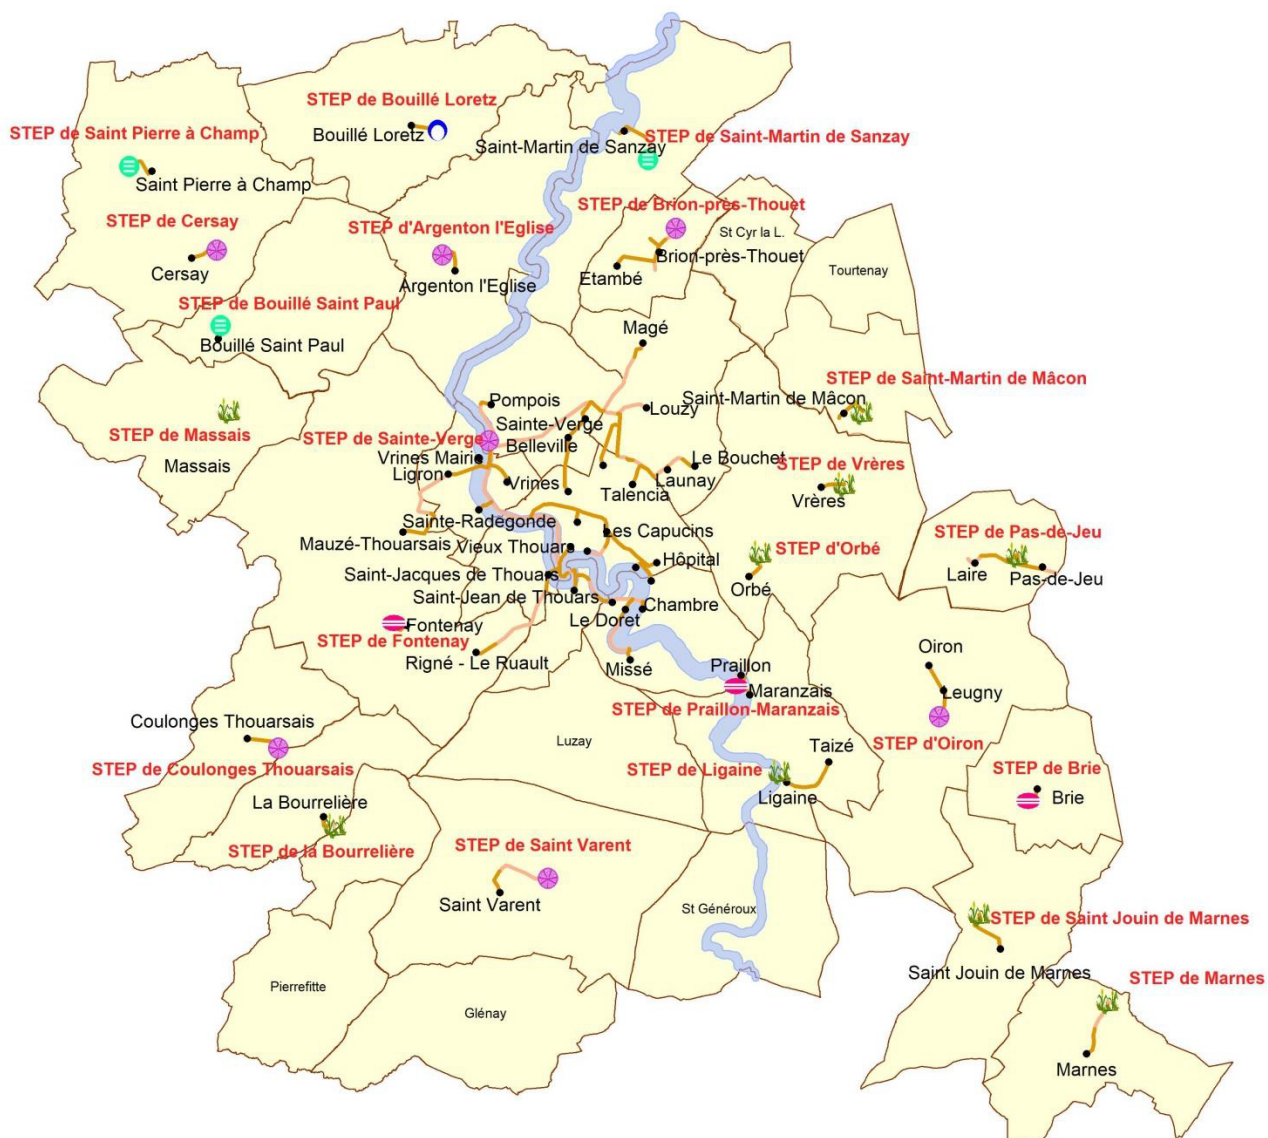 STEP de Bouillé Loretz
Bouillé Loretz
STEP de Saint Pierre à Champ
Saint Pierre à Champ
STEP de Saint-Martin de Sanzay
Saint-Martin de Sanzay
STEP de Cersay
Cersay
STEP d'Argenton l'Eglise
Argenton l'Eglise
STEP de Brion-près-Thouet
Brion-près-Thouet
Etambé
St Cyr la L.
Tourtenay
STEP de Bouillé Saint Paul
Bouillé Saint Paul
Magé
STEP de Saint-Martin de Mâcon
Saint-Martin de Mâcon
Pompois
Louzy
Sainte-Verge
STEP de Massais
Massais
STEP de Sainte-Verge
Belleville
Vrines Mairie
Ligron
Vrines
Le Bouchet
Launay
Talencia
STEP de Vrères
Vrères
Sainte-Radegonde
Les Capucins
Mauzé-Thouarsais
Vieux Thouars
Hôpital
STEP d'Orbé
Orbé
STEP de Pas-de-Jeu
Laire
Pas-de-Jeu
Saint-Jacques de Thouars
Saint-Jean de Thouars
Chambre
Le Doret
Fontenay
STEP de Fontenay
Rigné - Le Ruault
Missé
Praillon
Maranzais
STEP de Praillon-Maranzais
Oiron
Leugny
STEP d'Oiron
Coulonges Thouarsais
STEP de Coulonges Thouarsais
Luzay
Taizé
STEP de Ligaine
Ligaine
STEP de Brie
Brie
La Bourrelière
STEP de la Bourrelière
STEP de Saint Varent
Saint Varent
St Généroux
STEP de Saint Jouin de Marnes
Saint Jouin de Marnes
STEP de Marnes
Marnes
Pierrefitte
Glénay